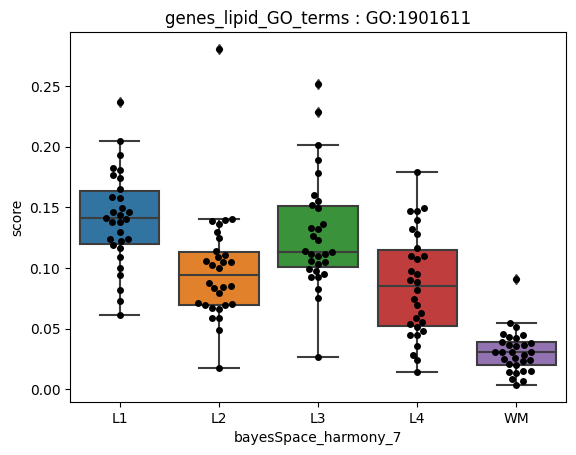 genes_lipid_GO_terms : GO:1901611
score
0.25
0.20
0.15
0.10
0.05
0.00
L1 L2 L3 L4 WM
bayesSpace_harmony_7